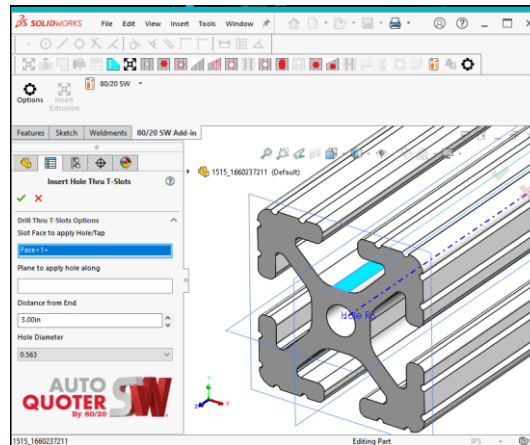 SOLIDWORKS File Edit View Insert Tools Window
80/20 SW
Options Insert Extrusion
Features Sketch Weldments 80/20 SW Add-in
Insert Hole Thru T-Slots
1515_1660237211 (Default)
Drill Thru T-Slots Options
Slot Face to apply Hole/Tap
Face<1>
Plane to apply hole along
Distance from End
3.00in
Hole Diameter
0.563
AUTO
QUOTER SW
By 80/20
Y
X
Z
1515_1660237211 Editing Part IPS